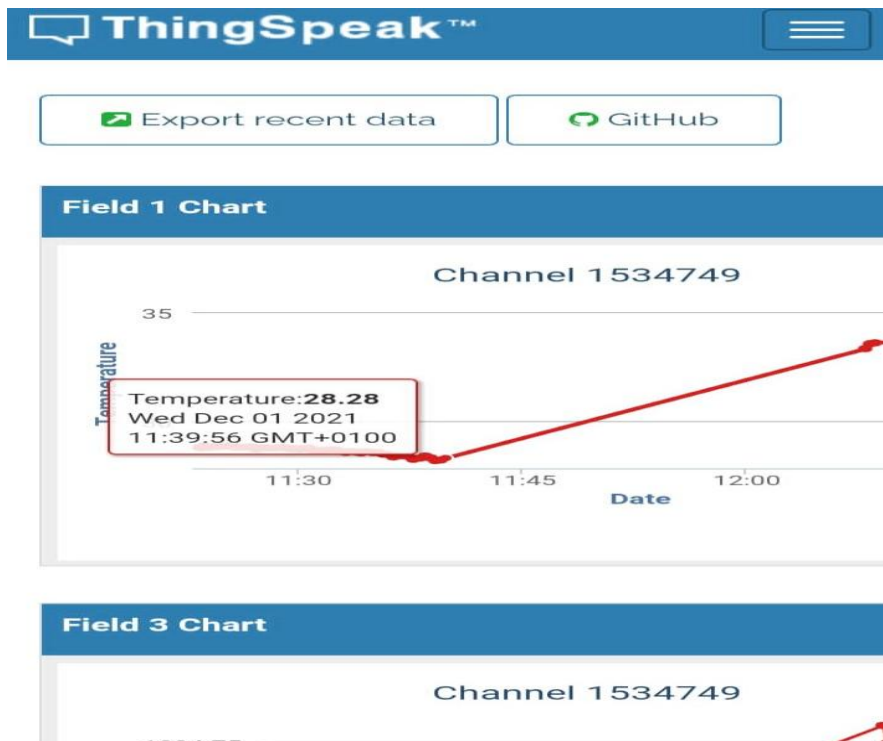 ThingSpeak™
Export recent data
GitHub
Field 1 Chart
Channel 1534749
35
Temperature
Temperature:28.28
Wed Dec 01 2021
11:39:56 GMT+0100
11:30
11:45
12:00
Date
Field 3 Chart
Channel 1534749